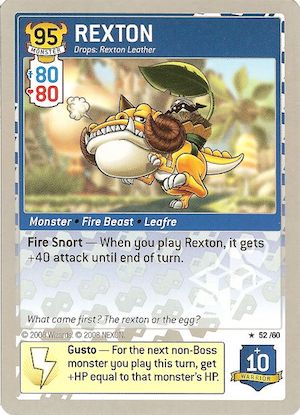 95
MONSTER
REXTON
Drops: Rexton Leather
80
80
Monster • Fire Beast • Leafre
Fire Snort — When you play Rexton, it gets
+40 attack until end of turn.
What came first? The rexton or the egg?
© 2008 Wizards. © 2008 NEXON.
★ 52/60
Gusto — For the next non-Boss
monster you play this turn, get
+HP equal to that monster's HP.
+
10
WARRIOR